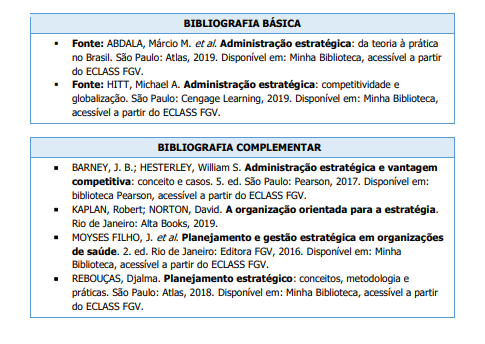 BIBLIOGRAFIA BÁSICA
▪ Fonte: ABDALA, Márcio M. et al. Administração estratégica: da teoria à prática
no Brasil. São Paulo: Atlas, 2019. Disponível em: Minha Biblioteca, acessível a partir
do ECLASS FGV.
▪ Fonte: HITT, Michael A. Administração estratégica: competitividade e
globalização. São Paulo: Cengage Learning, 2019. Disponível em: Minha Biblioteca,
acessível a partir do ECLASS FGV.
BIBLIOGRAFIA COMPLEMENTAR
▪ BARNEY, J. B.; HESTERLEY, William S. Administração estratégica e vantagem
competitiva: conceito e casos. 5. ed. São Paulo: Pearson, 2017. Disponível em:
biblioteca Pearson, acessível a partir do ECLASS FGV.
▪ KAPLAN, Robert; NORTON, David. A organização orientada para a estratégia.
Rio de Janeiro: Alta Books, 2019.
▪ MOYSES FILHO, J. et al. Planejamento e gestão estratégica em organizações
de saúde. 2. ed. Rio de Janeiro: Editora FGV, 2016. Disponível em: Minha
Biblioteca, acessível a partir do ECLASS FGV.
▪ REBOUÇAS, Djalma. Planejamento estratégico: conceitos, metodologia e
práticas. São Paulo: Atlas, 2018. Disponível em: Minha Biblioteca, acessível a partir
do ECLASS FGV.